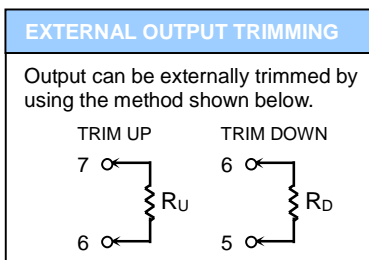 EXTERNAL OUTPUT TRIMMING
Output can be externally trimmed by
using the method shown below.
TRIM UP TRIM DOWN
7 6
RU RD
6 5